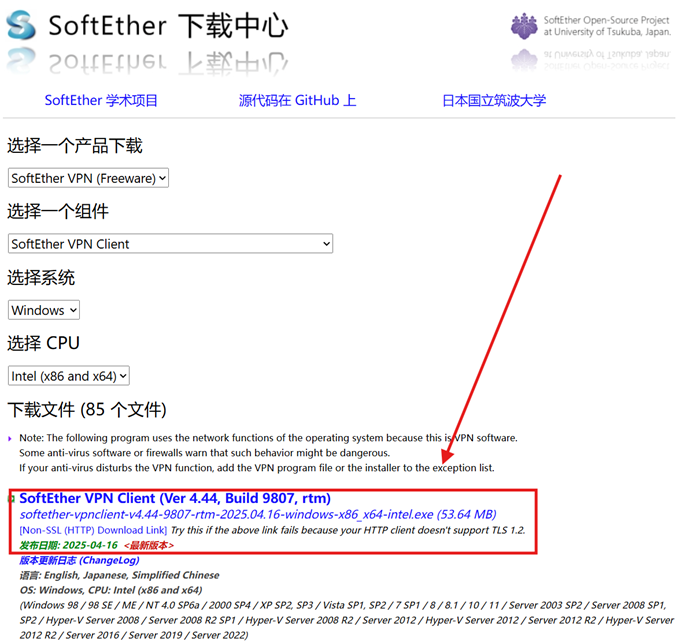 SoftEther 下载中心
SoftEther Open-Source Project
at University of Tsukuba, Japan.
SoftEther 学术项目
源代码在 GitHub 上
日本国立筑波大学
选择一个产品下载
SoftEther VPN (Freeware)
选择一个组件
SoftEther VPN Client
选择系统
Windows
选择 CPU
Intel (x86 and x64)
下载文件 (85 个文件)
Note: The following program uses the network functions of the operating system because this is VPN software.
Some anti-virus software or firewalls warn that such behavior might be dangerous.
If your anti-virus disturbs the VPN function, add the VPN program file or the installer to the exception list.
SoftEther VPN Client (Ver 4.44, Build 9807, rtm)
softether-vpnclient-v4.44-9807-rtm-2025.04.16-windows-x86_x64-intel.exe (53.64 MB)
[Non-SSL (HTTP) Download Link] Try this if the above link fails because your HTTP client doesn't support TLS 1.2.
发布日期: 2025-04-16 <最新版本>
版本更新日志 (ChangeLog)
语言: English, Japanese, Simplified Chinese
OS: Windows, CPU: Intel (x86 and x64)
(Windows 98 / 98 SE / ME / NT 4.0 SP6a / 2000 SP4 / XP SP2, SP3 / Vista SP1, SP2 / 7 SP1 / 8 / 8.1 / 10 / 11 / Server 2003 SP2 / Server 2008 SP1,
SP2 / Hyper-V Server 2008 / Server 2008 R2 SP1 / Hyper-V Server 2008 R2 / Server 2012 / Hyper-V Server 2012 / Server 2012 R2 / Hyper-V Server
2012 R2 / Server 2016 / Server 2019 / Server 2022)